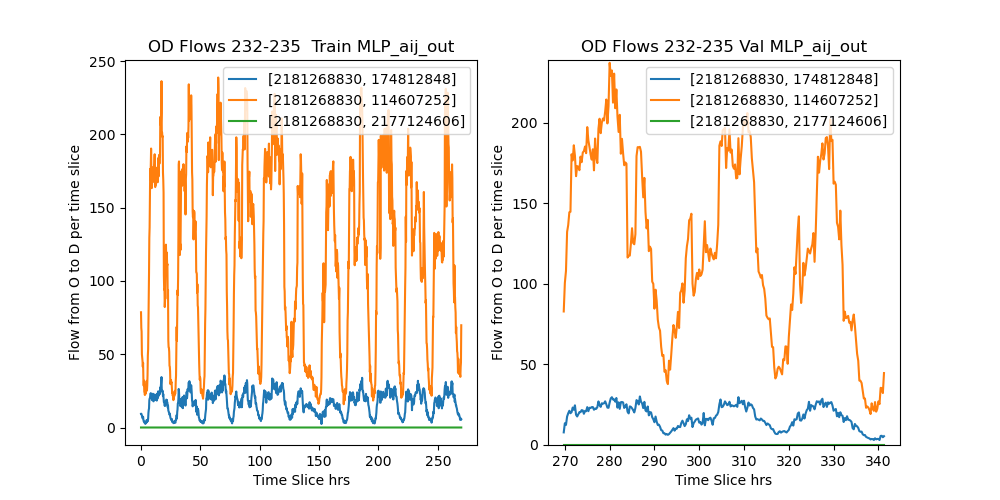 OD Flows 232-235  Train MLP_aij_out
[2181268830, 174812848]
[2181268830, 114607252]
[2181268830, 2177124606]
250
200
150
100
50
0
Flow from O to D per time slice
0 50 100 150 200 250
Time Slice hrs
OD Flows 232-235 Val MLP_aij_out
[2181268830, 174812848]
[2181268830, 114607252]
[2181268830, 2177124606]
200
150
100
50
0
Flow from O to D per time slice
270 280 290 300 310 320 330 340
Time Slice hrs